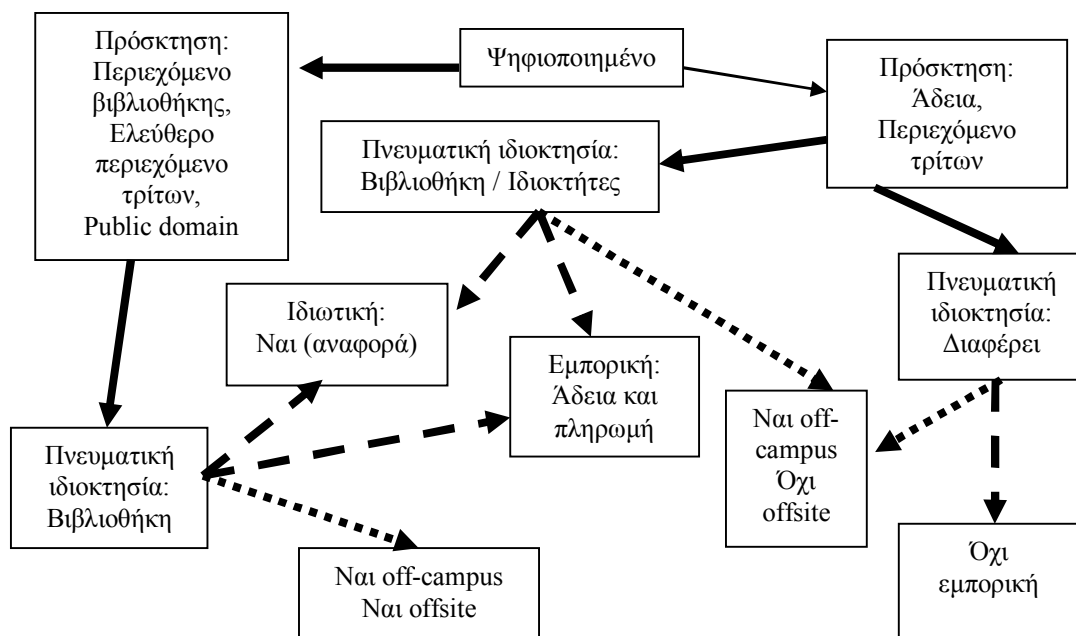 Πρόσκτηση:
Περιεχόμενο
βιβλιοθήκης,
Ελεύθερο
περιεχόμενο
τρίτων,
Public domain
Ψηφιοποιημένο
Πρόσκτηση:
Άδεια,
Περιεχόμενο
τρίτων
Πνευματική ιδιοκτησία:
Βιβλιοθήκη / Ιδιοκτήτες
Ιδιωτική:
Ναι (αναφορά)
Εμπορική:
Άδεια και
πληρωμή
Πνευματική
ιδιοκτησία:
Διαφέρει
Πνευματική
ιδιοκτησία:
Βιβλιοθήκη
Ναι off-
campus
Όχι
offsite
Ναι off-campus
Ναι offsite
Όχι
εμπορική